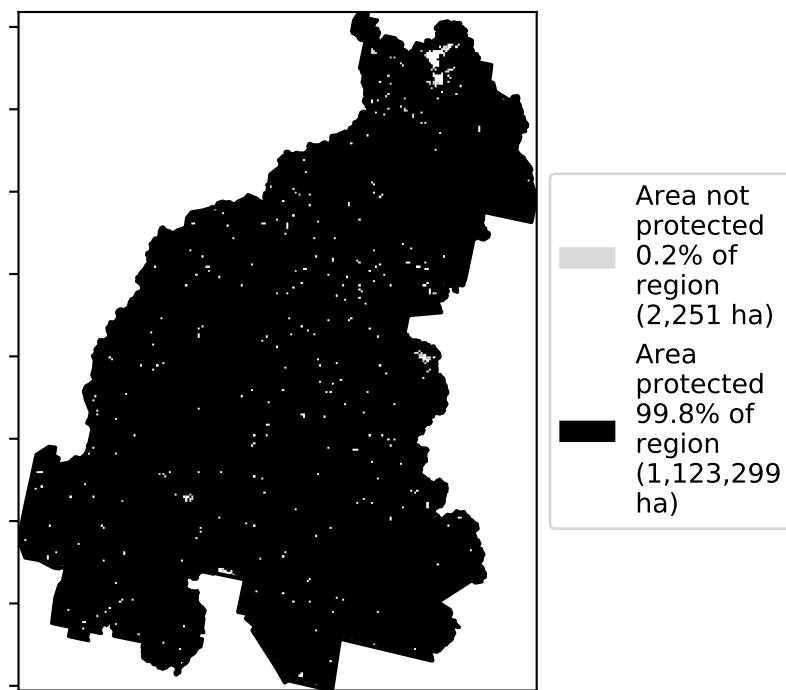 Area not
protected
0.2% of
region
(2,251 ha)
Area
protected
99.8% of
region
(1,123,299
ha)